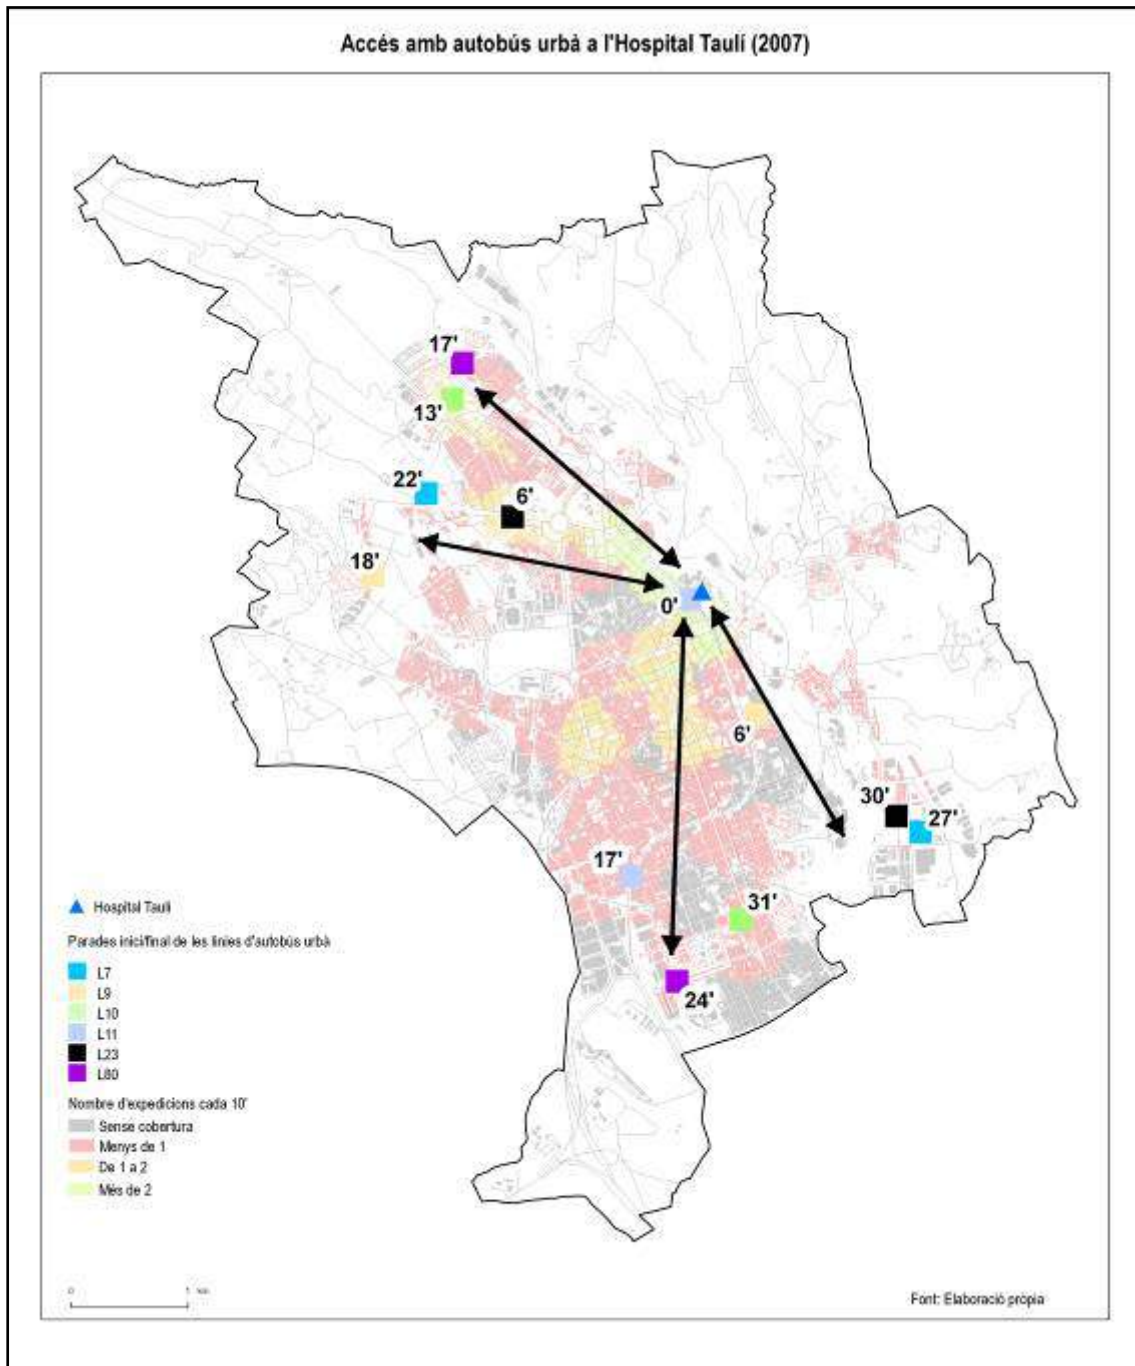 Accés amb autobús urbà a l'Hospital Taulí (2007)
17'
13'
22'
6'
18'
0'
6'
30'
27'
17'
31'
24'
Hospital Taulí
Parades inici/final de les línies d'autobús urbà
L7
L9
L10
L11
L23
L80
Nombre d'expedicions cada 10'
Sense cobertura
Menys de 1
De 1 a 2
Més de 2
0 1 km
Font: Elaboració pròpia